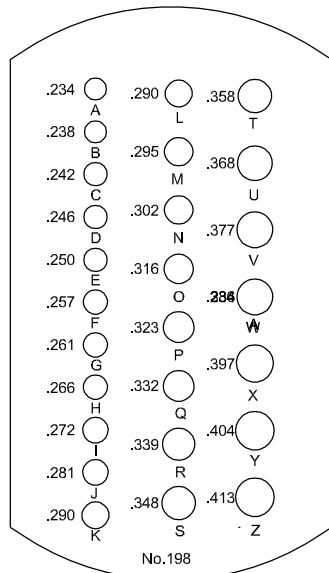 .234
A
.238
B
.242
C
.246
D
.250
E
.257
F
.261
G
.266
H
.272
I
.281
J
.290
K
.290
L
.295
M
.302
N
.316
O
.323
P
.332
Q
.339
R
.348
S
.358
T
.368
U
.377
V
W
.397
X
.404
Y
.413
Z
No.198